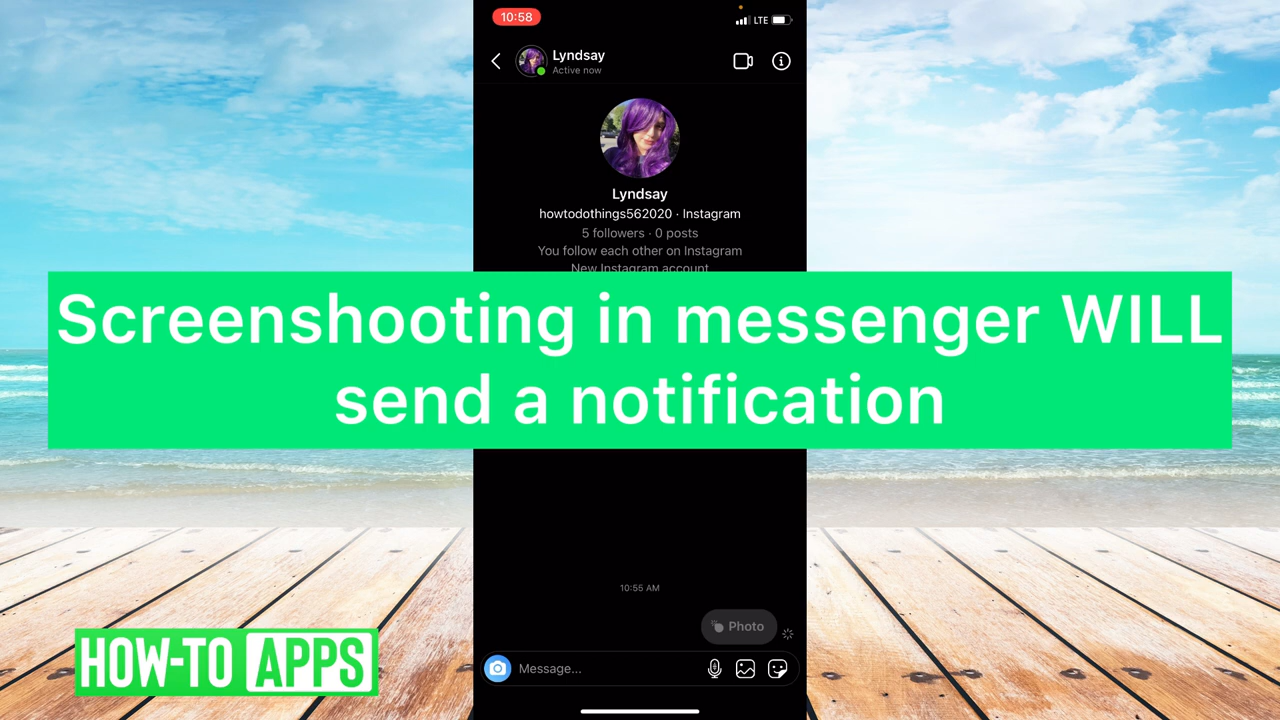 10:58
LTE
Lyndsay
Active now
Lyndsay
howtodothings562020 · Instagram
5 followers · 0 posts
You follow each other on Instagram
New Instagram account
Screenshooting in messenger WILL
send a notification
10:55 AM
Photo
Message...
HOW-TO APPS